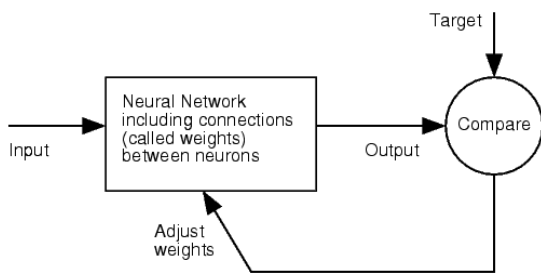 Target
Neural Network
including connections
(called weights)
between neurons
Compare
Input
Output
Adjust
weights